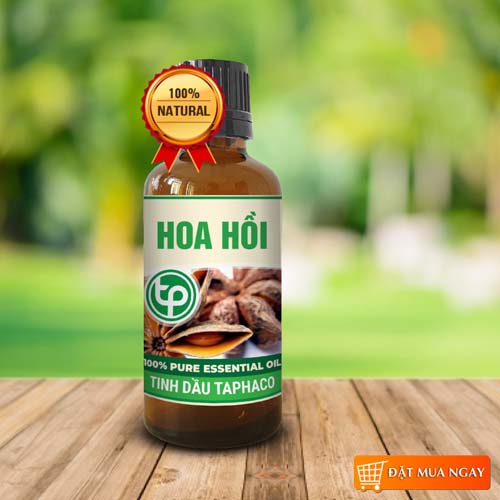 100%
NATURAL
HOA HỒI
tp
100% PURE ESSENTIAL OIL
TINH DẦU TAPHACO
ĐẶT MUA NGAY